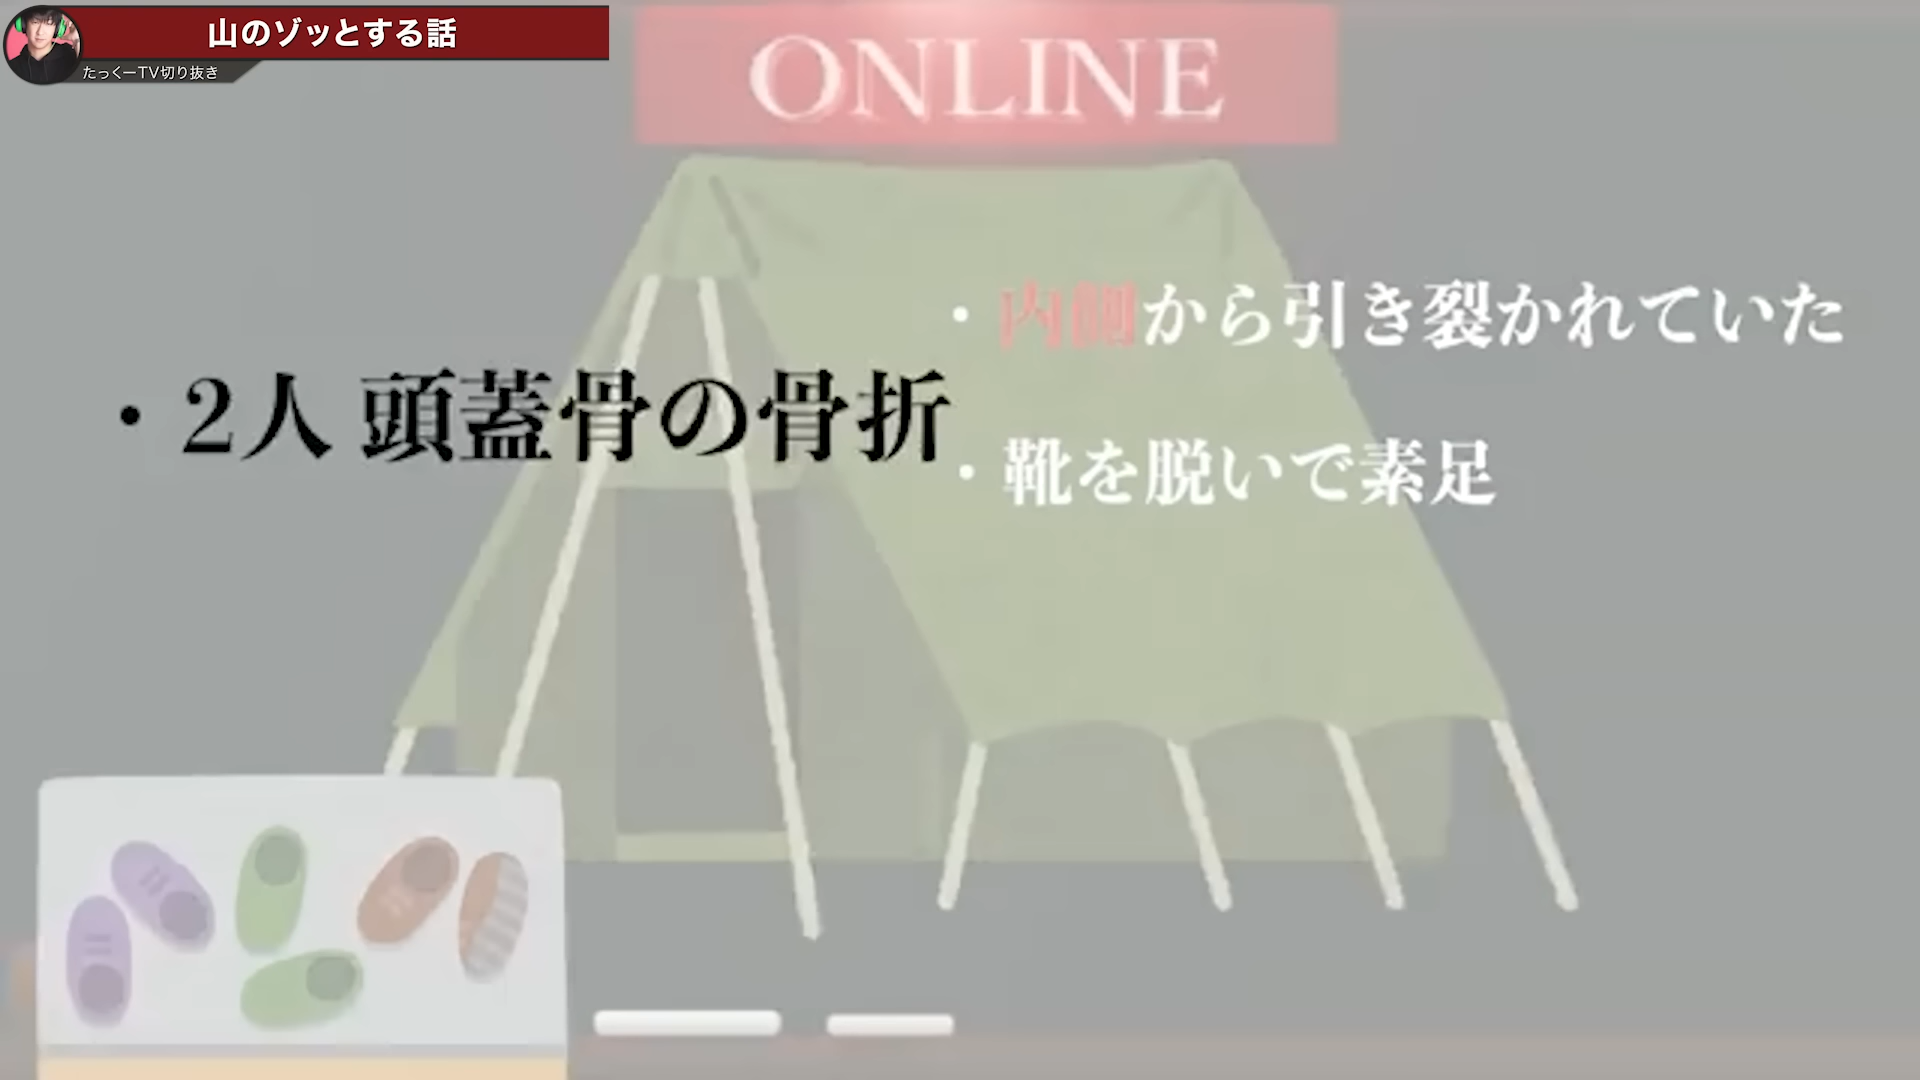 山のゾッとする話
たっくーTV切り抜き
ONLINE
・内側から引き裂かれていた
・2人 頭蓋骨の骨折
・靴を脱いで素足